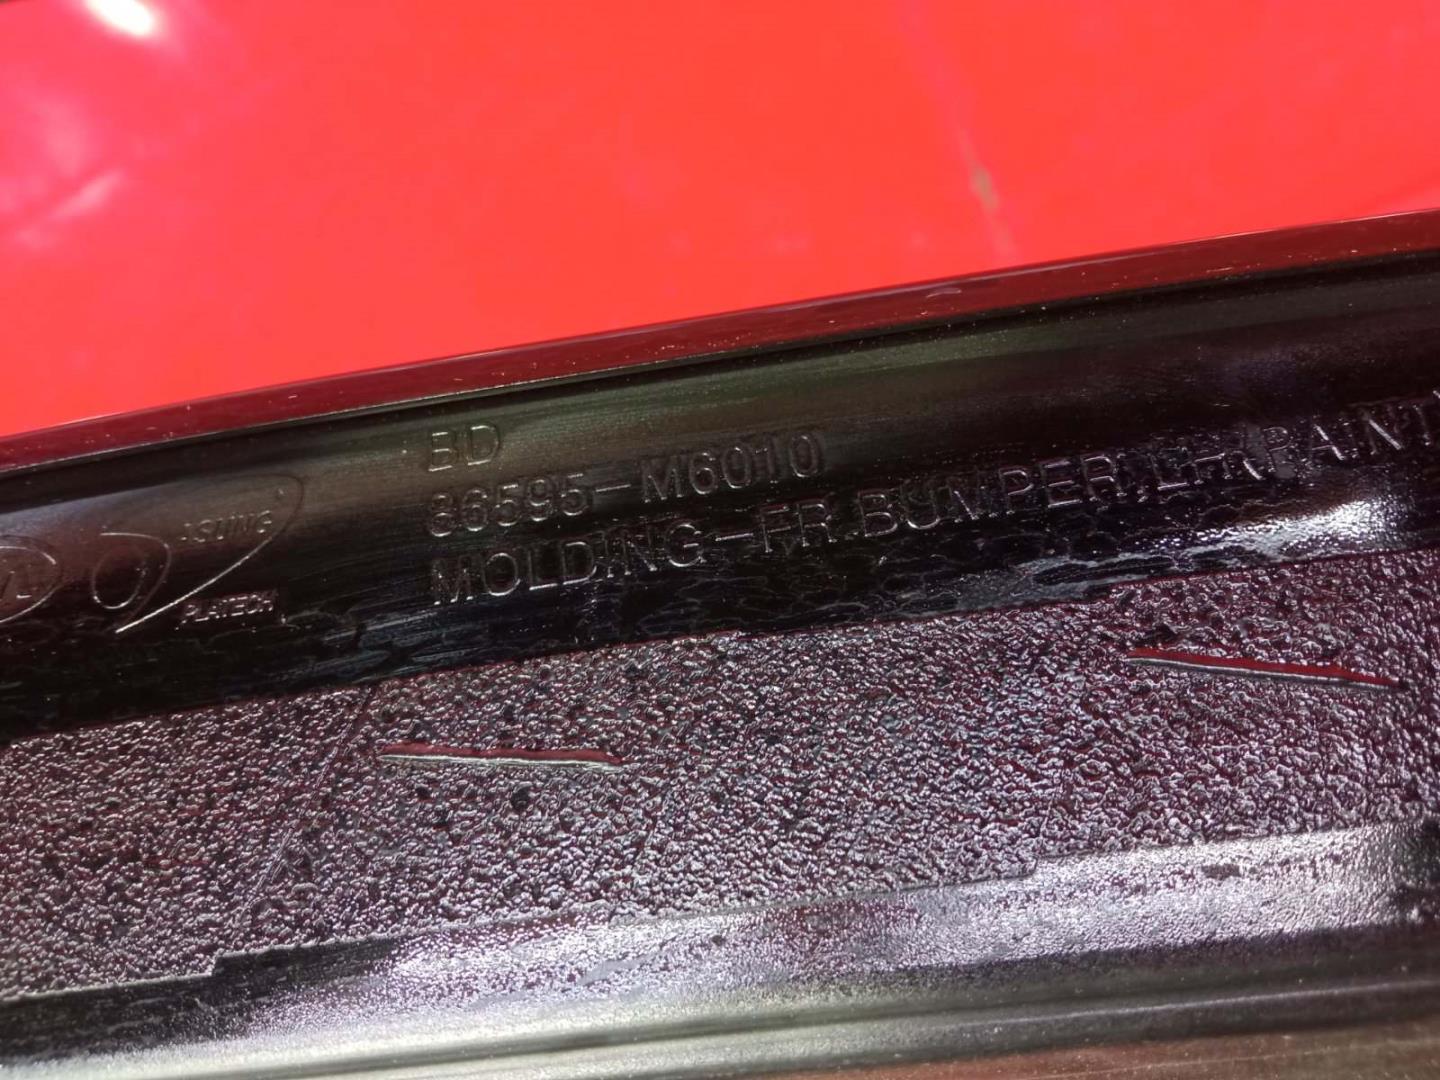 BD
86595-M6010
MOLDING-FR.BUMPER,LH,PAINT
PLATECH